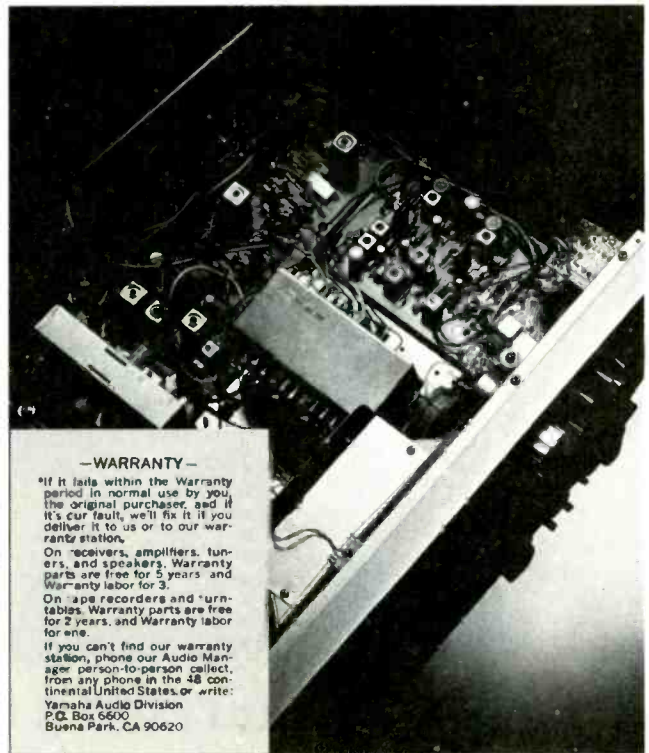 —WARRANTY—
*If it fails within the Warranty
period in normal use by you,
the original purchaser, and if
it's our fault, we'll fix it if you
deliver it to us or to our war-
ranty station.
On receivers, amplifiers, tun-
ers, and speakers, Warranty
parts are free for 5 years and
Warranty labor for 3.
On tape recorders and turn-
tables, Warranty parts are free
for 2 years, and Warranty labor
for one.
If you can't find our warranty
station, phone our Audio Man-
ager person-to-person collect,
from any phone in the 48 con-
tinental United States, or write:
Yamaha Audio Division
P.O. Box 6600
Buena Park, CA 90620